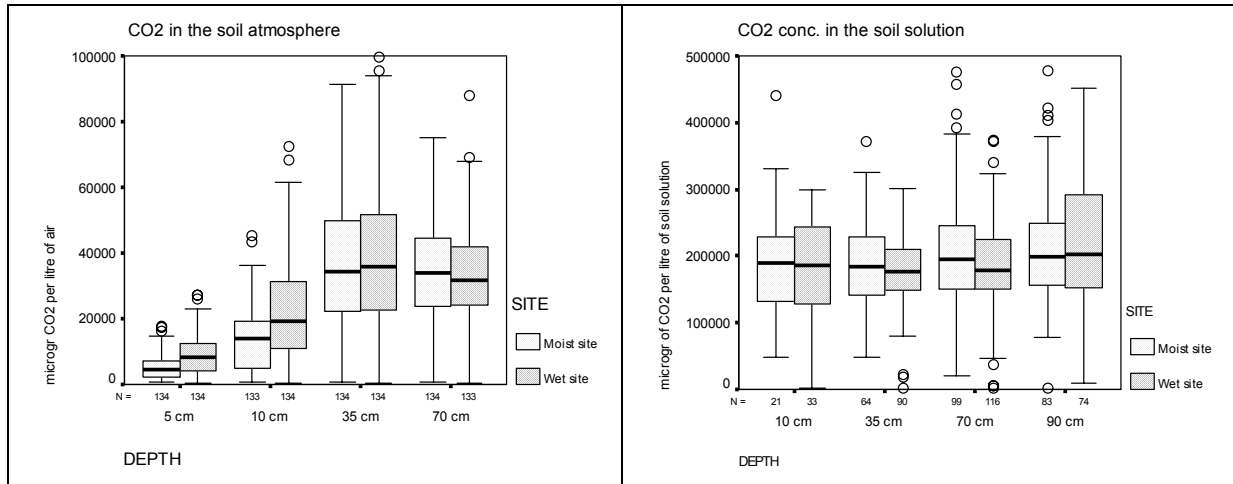 CO2 in the soil atmosphere
microgr CO2 per litre of air
100000
80000
60000
40000
20000
0
N = 134 134 133 134 134 134 134 133
5 cm 10 cm 35 cm 70 cm
DEPTH
SITE
Moist site
Wet site
CO2 conc. in the soil solution
microgr of CO2 per litre of soil solution
500000
400000
300000
200000
100000
0
N = 21 33 64 90 99 116 83 74
10 cm 35 cm 70 cm 90 cm
DEPTH
SITE
Moist site
Wet site